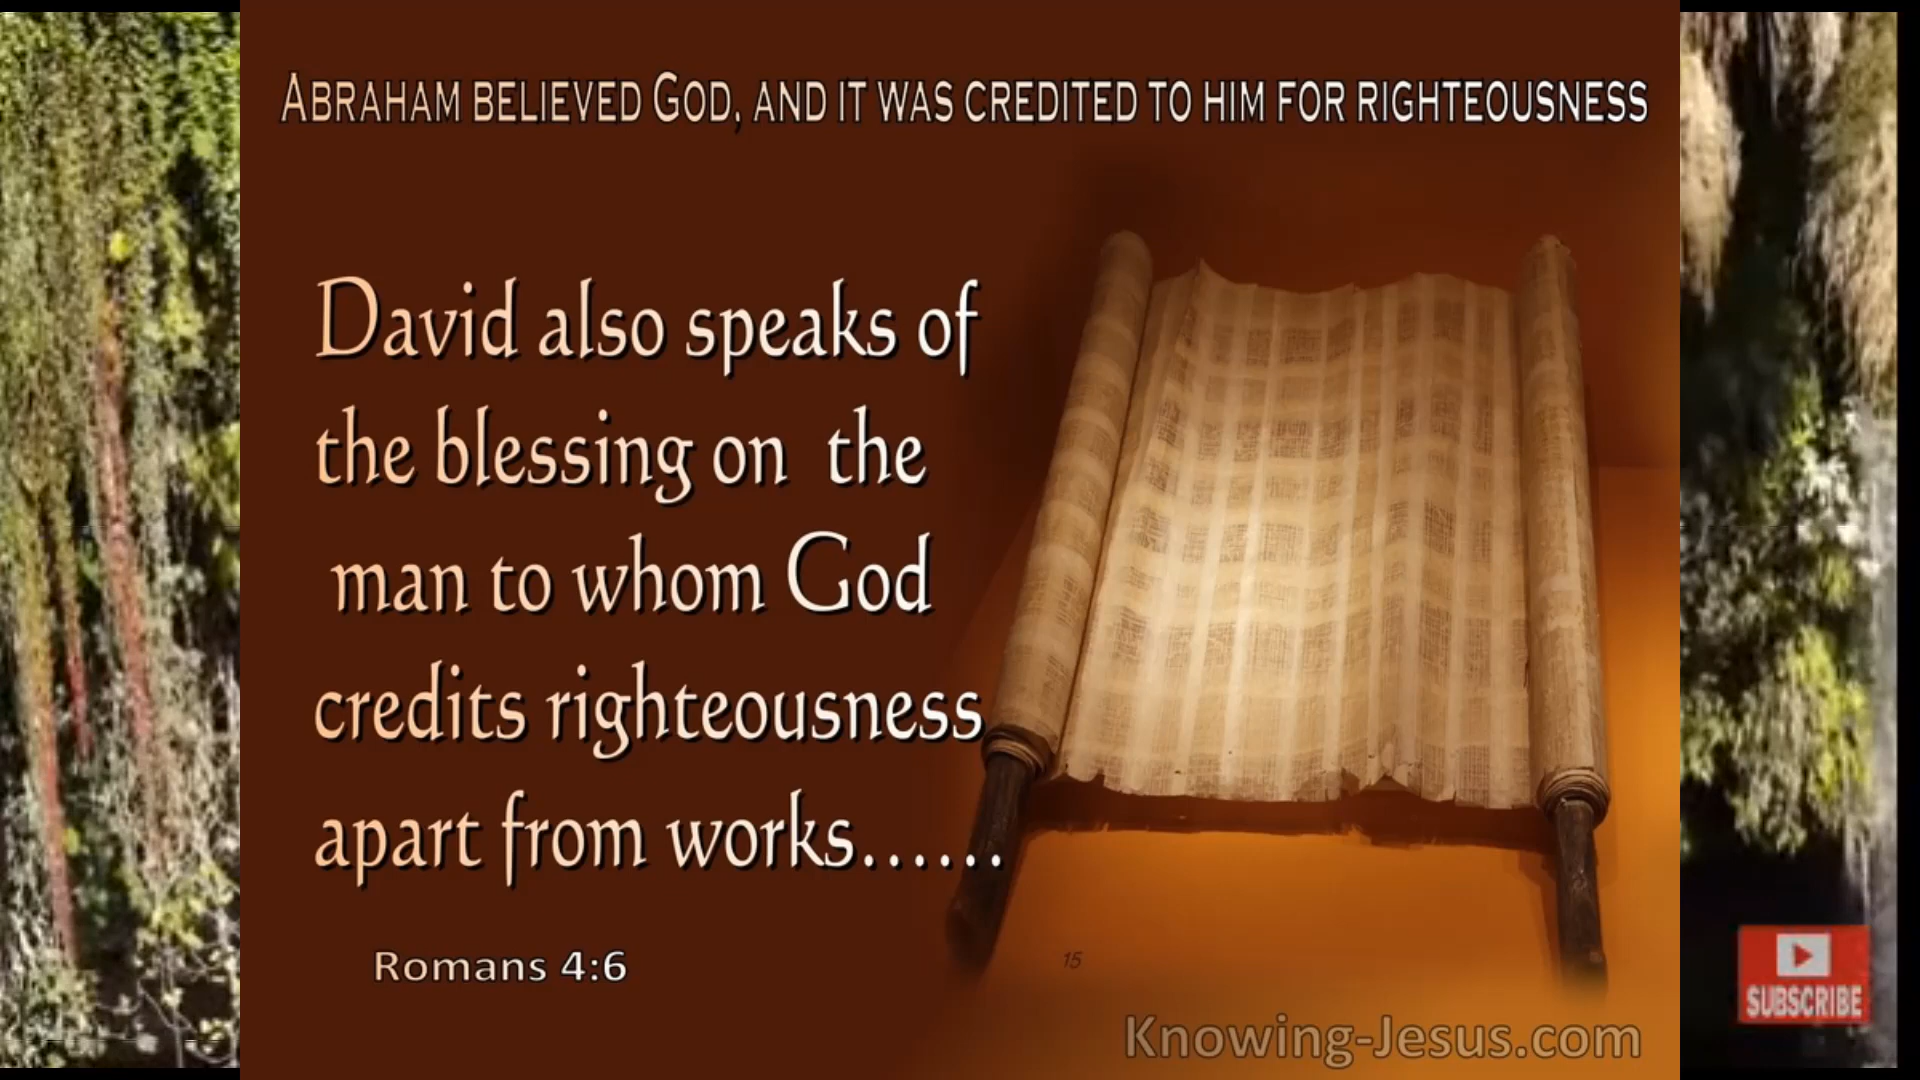 ABRAHAM BELIEVED GOD, AND IT WAS CREDITED TO HIM FOR RIGHTEOUSNESS
David also speaks of
the blessing on the
man to whom God
credits righteousness
apart from works......
Romans 4:6
15
Knowing-Jesus.com
SUBSCRIBE